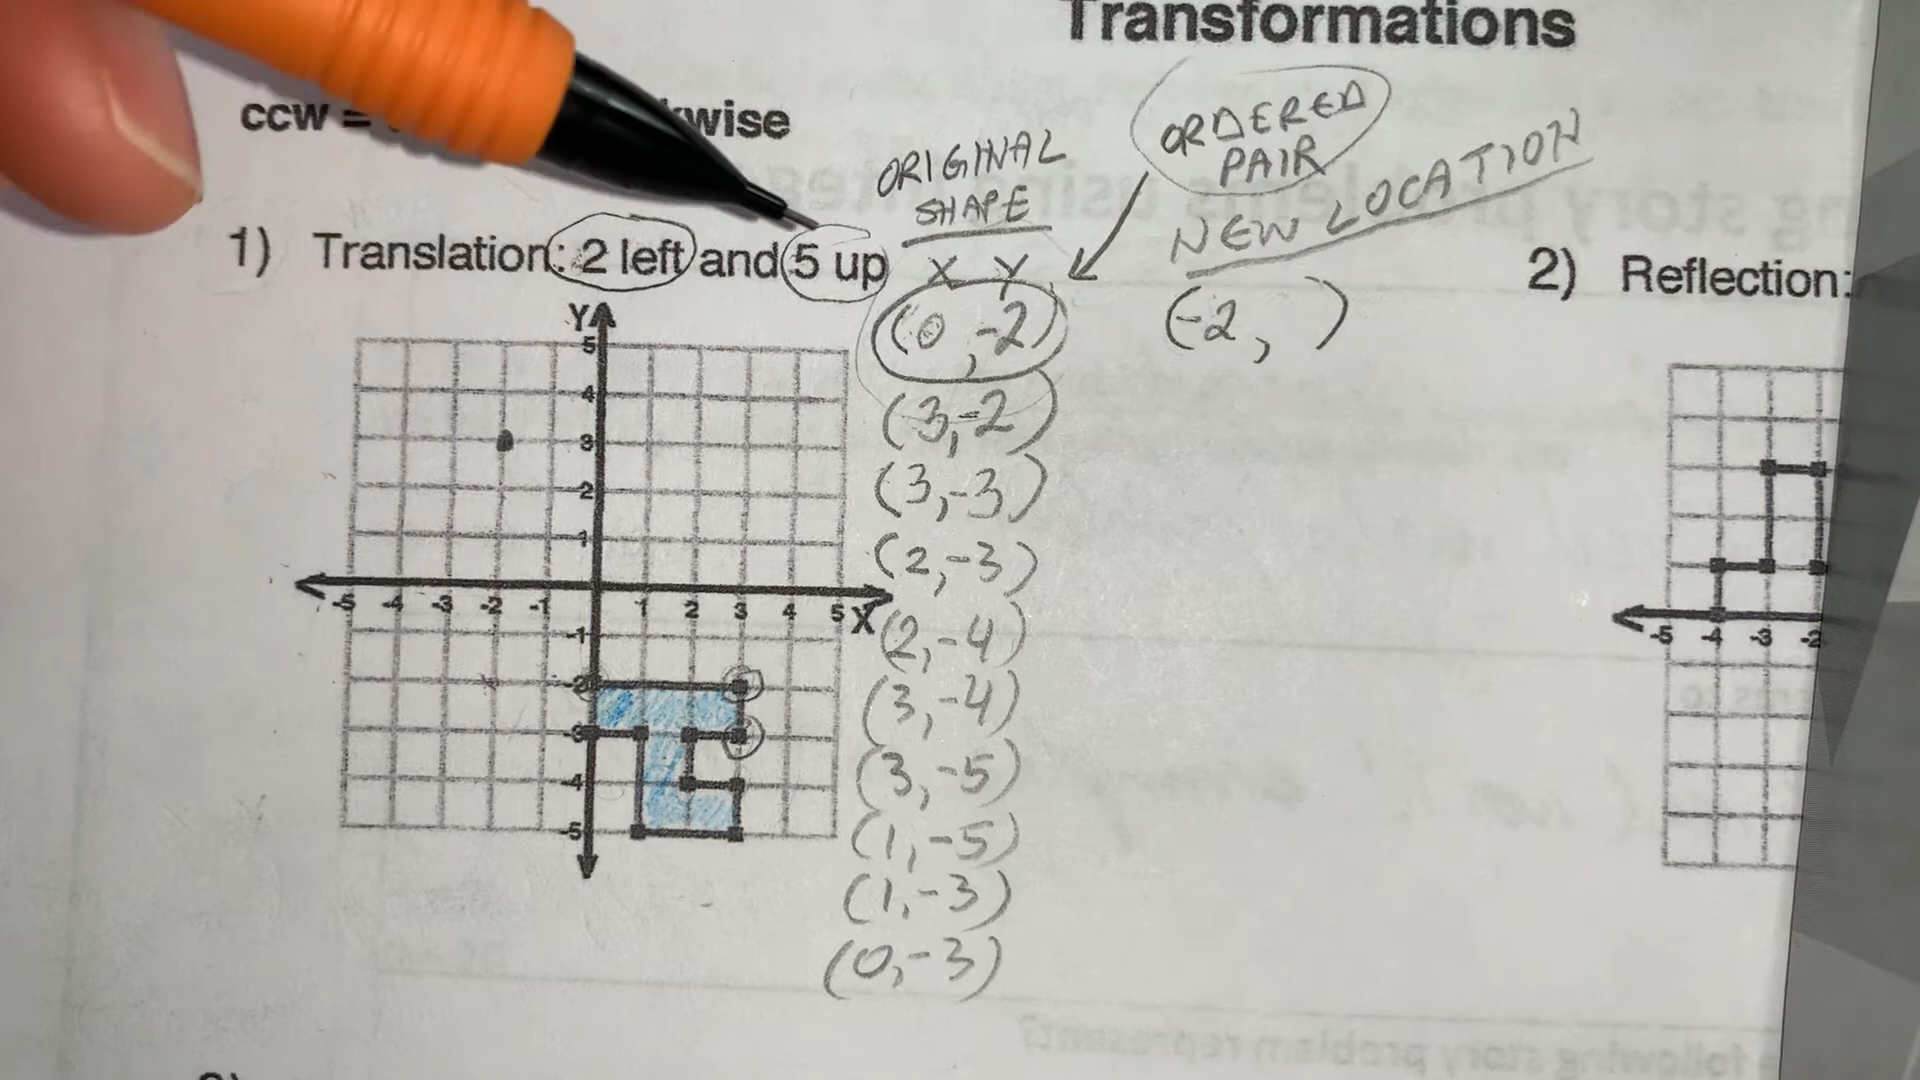 Transformations
ccw =
wise
ORIGINAL
SHAPE
ORDERED
PAIR
NEW LOCATION
1) Translation: 2 left and 5 up
X Y
(0, -2)
(-2, )
(3, -2)
(3, -3)
(2, -3)
(2, -4)
(3, -4)
(3, -5)
(1, -5)
(1, -3)
(0, -3)
Y
5
4
3
2
1
-5 -4 -3 -2 -1 1 2 3 4 5 X
-1
-2
-3
-4
-5
2) Reflection:
-5 -4 -3 -2